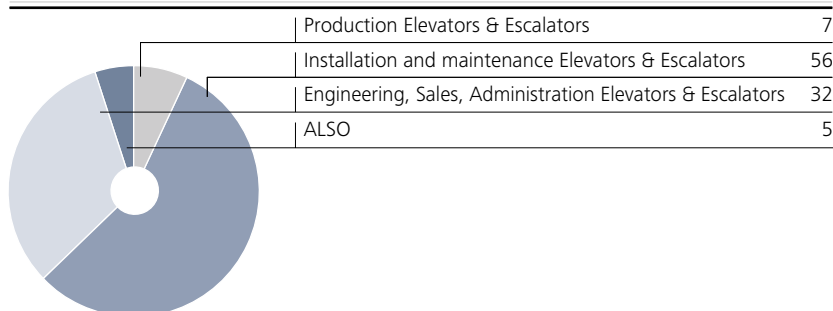 Production Elevators & Escalators 7
Installation and maintenance Elevators & Escalators 56
Engineering, Sales, Administration Elevators & Escalators 32
ALSO 5